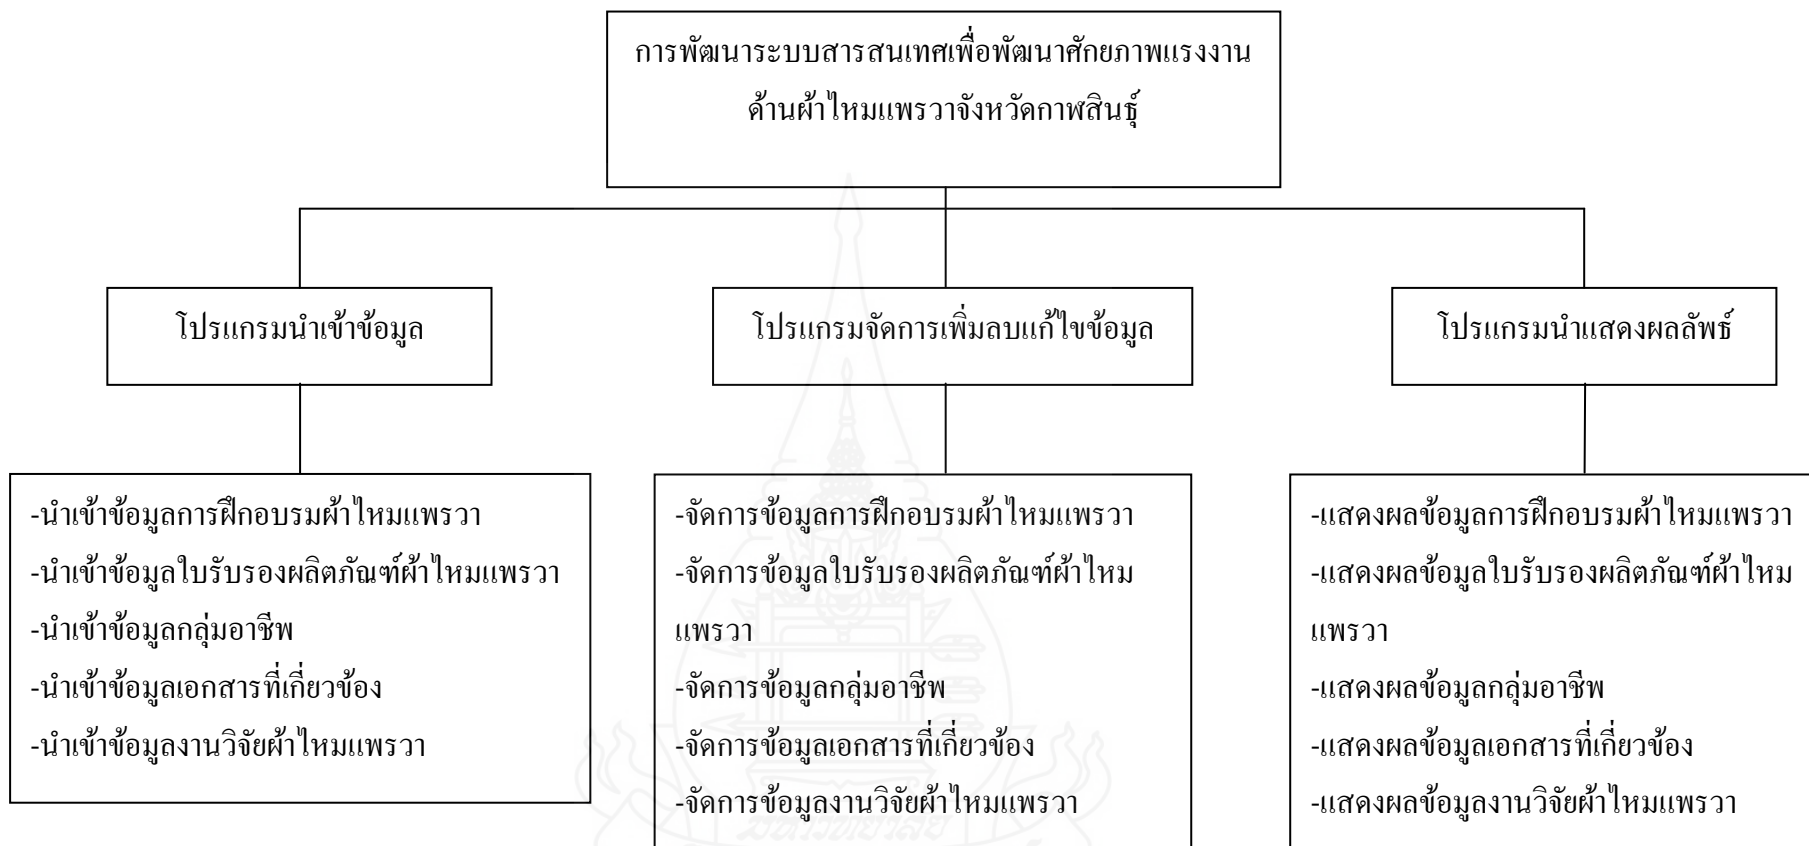 การพัฒนาระบบสารสนเทศเพื่อพัฒนาศักยภาพแรงงาน
ด้านผ้าไหมแพรวาจังหวัดกาฬสินธุ์
โปรแกรมนำเข้าข้อมูล
โปรแกรมจัดการเพิ่มลบแก้ไขข้อมูล
โปรแกรมนำแสดงผลลัพธ์
-นำเข้าข้อมูลการฝึกอบรมผ้าไหมแพรวา
-นำเข้าข้อมูลใบรับรองผลิตภัณฑ์ผ้าไหมแพรวา
-นำเข้าข้อมูลกลุ่มอาชีพ
-นำเข้าข้อมูลเอกสารที่เกี่ยวข้อง
-นำเข้าข้อมูลงานวิจัยผ้าไหมแพรวา
-จัดการข้อมูลการฝึกอบรมผ้าไหมแพรวา
-จัดการข้อมูลใบรับรองผลิตภัณฑ์ผ้าไหม
แพรวา
-จัดการข้อมูลกลุ่มอาชีพ
-จัดการข้อมูลเอกสารที่เกี่ยวข้อง
-จัดการข้อมูลงานวิจัยผ้าไหมแพรวา
-แสดงผลข้อมูลการฝึกอบรมผ้าไหมแพรวา
-แสดงผลข้อมูลใบรับรองผลิตภัณฑ์ผ้าไหม
แพรวา
-แสดงผลข้อมูลกลุ่มอาชีพ
-แสดงผลข้อมูลเอกสารที่เกี่ยวข้อง
-แสดงผลข้อมูลงานวิจัยผ้าไหมแพรวา